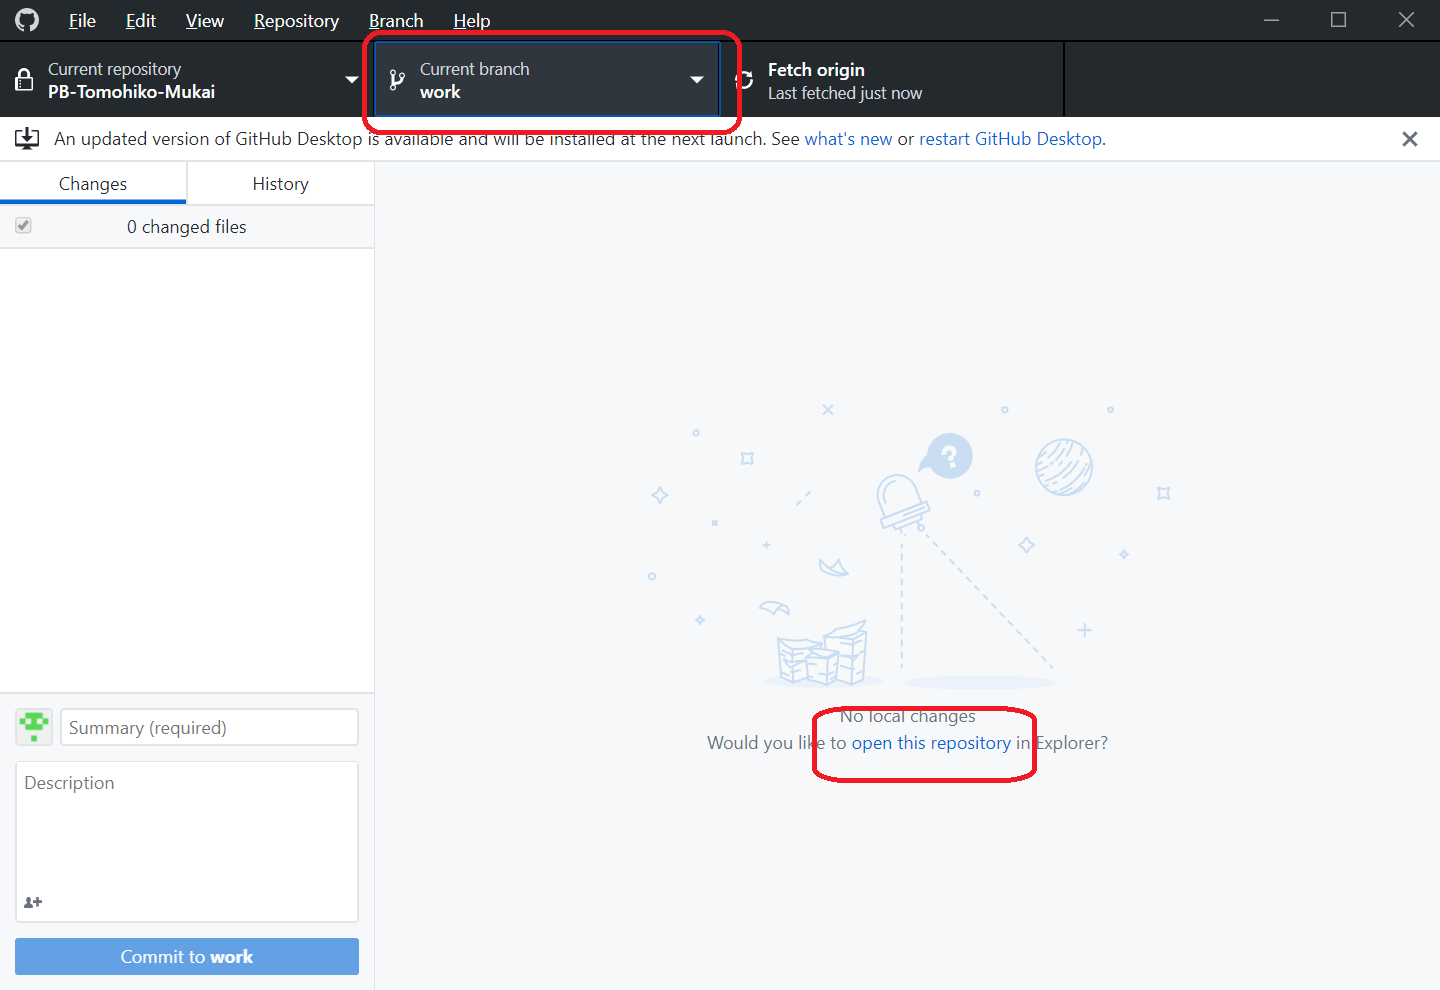 File Edit View Repository Branch Help
Current repository
PB-Tomohiko-Mukai
Current branch
work
Fetch origin
Last fetched just now
An updated version of GitHub Desktop is available and will be installed at the next launch. See what's new or restart GitHub Desktop.
Changes
History
0 changed files
?
No local changes
Would you like to open this repository in Explorer?
Summary (required)
Description
Commit to work